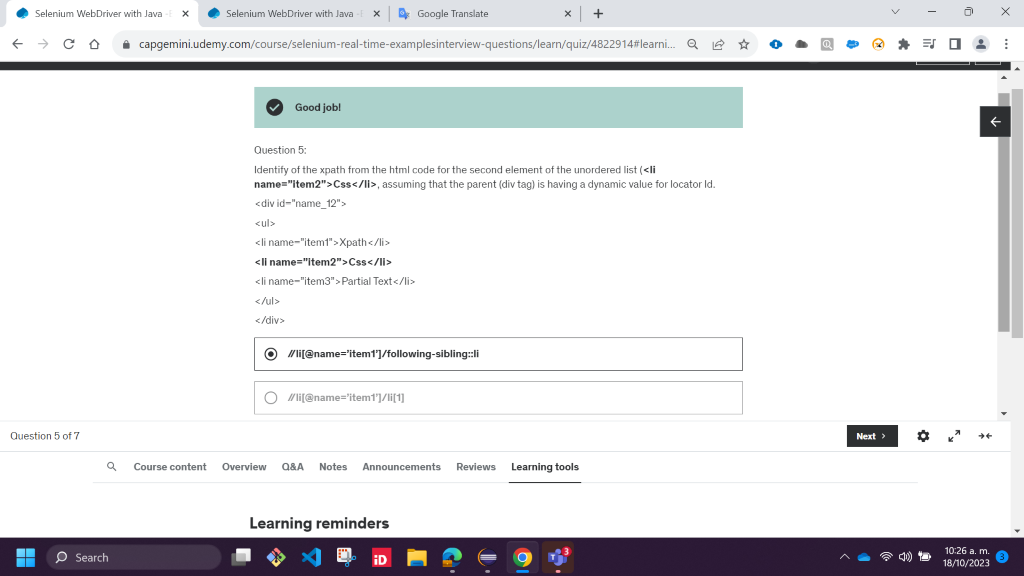 Selenium WebDriver with Java -
Selenium WebDriver with Java -
Google Translate
capgemini.udemy.com/course/selenium-real-time-examplesinterview-questions/learn/quiz/4822914#learni...
Good job!
Question 5:
Identify of the xpath from the html code for the second element of the unordered list (<li
name="item2">Css</li>, assuming that the parent (div tag) is having a dynamic value for locator Id.
<div id="name_12">
<ul>
<li name="item1">Xpath</li>
<li name="item2">Css</li>
<li name="item3">Partial Text</li>
</ul>
</div>
//li[@name='item1']/following-sibling::li
//li[@name='item1']/li[1]
Question 5 of 7
Next
Course content Overview Q&A Notes Announcements Reviews Learning tools
Learning reminders
Search
iD
3
10:26 a. m.
18/10/2023
3